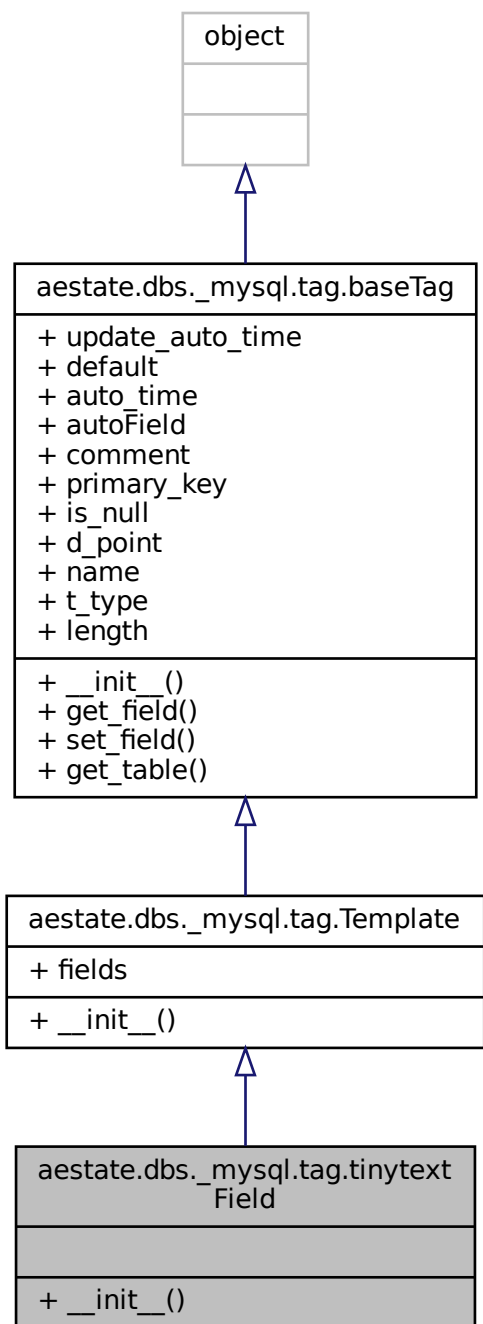 object
aestate.dbs._mysql.tag.baseTag
+ update_auto_time
+ default
+ auto_time
+ autoField
+ comment
+ primary_key
+ is_null
+ d_point
+ name
+ t_type
+ length
+ __init__()
+ get_field()
+ set_field()
+ get_table()
aestate.dbs._mysql.tag.Template
+ fields
+ __init__()
aestate.dbs._mysql.tag.tinytext
Field
+ __init__()